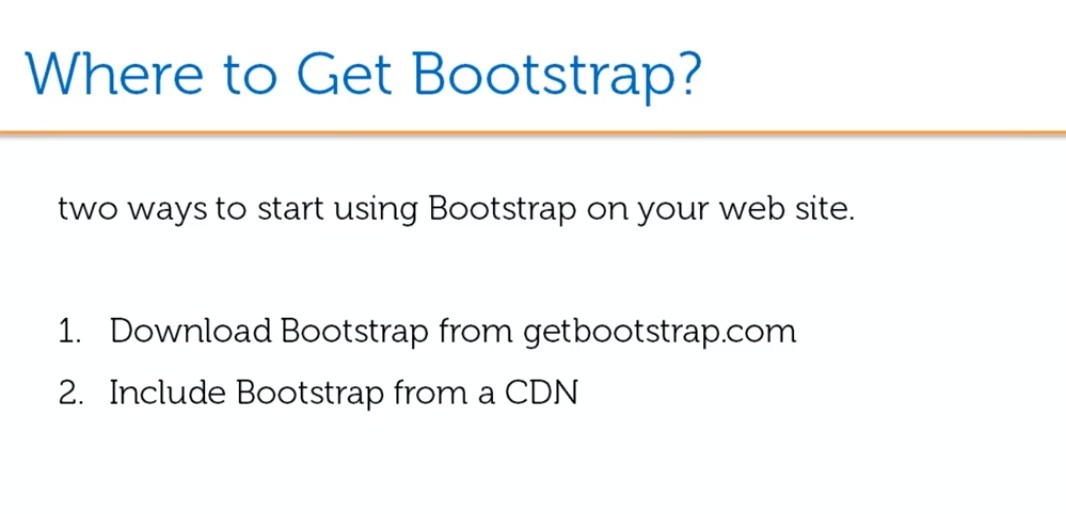 Where to Get Bootstrap?
two ways to start using Bootstrap on your web site.
1. Download Bootstrap from getbootstrap.com
2. Include Bootstrap from a CDN